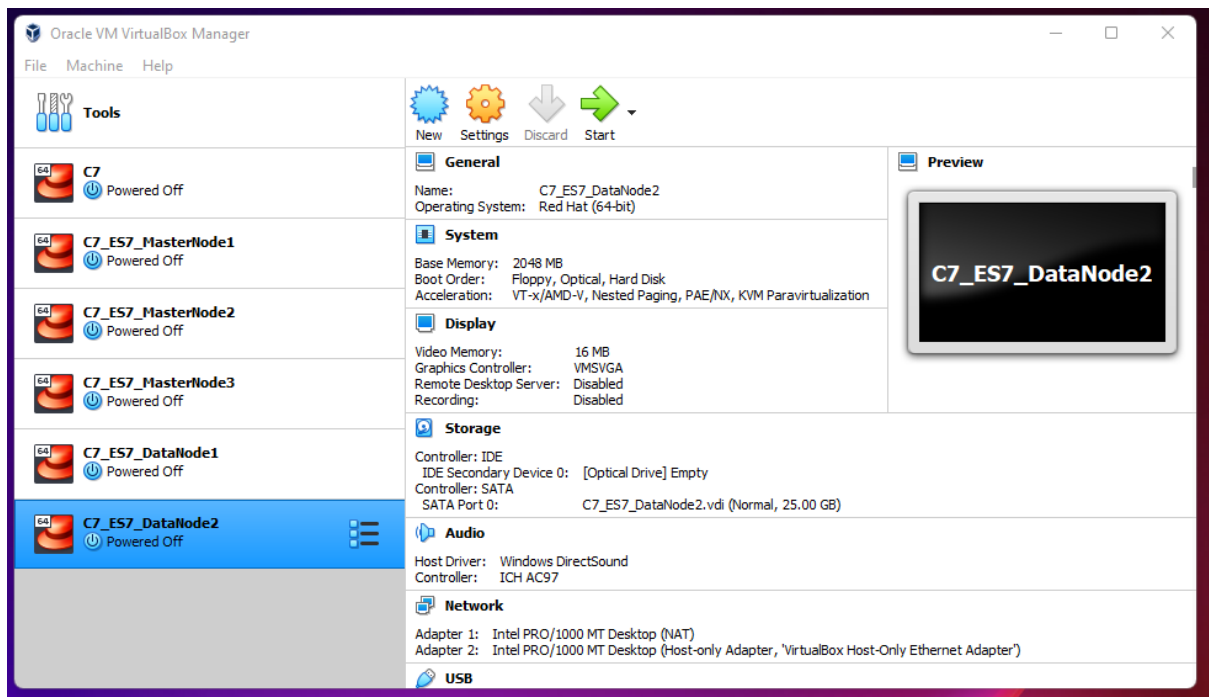 Oracle VM VirtualBox Manager
File Machine Help
Tools
64
C7
Powered Off
64
C7_ES7_MasterNode1
Powered Off
64
C7_ES7_MasterNode2
Powered Off
64
C7_ES7_MasterNode3
Powered Off
64
C7_ES7_DataNode1
Powered Off
64
C7_ES7_DataNode2
Powered Off
New Settings Discard Start
General
Name: C7_ES7_DataNode2
Operating System: Red Hat (64-bit)
System
Base Memory: 2048 MB
Boot Order: Floppy, Optical, Hard Disk
Acceleration: VT-x/AMD-V, Nested Paging, PAE/NX, KVM Paravirtualization
Display
Video Memory: 16 MB
Graphics Controller: VMSVGA
Remote Desktop Server: Disabled
Recording: Disabled
Storage
Controller: IDE
IDE Secondary Device 0: [Optical Drive] Empty
Controller: SATA
SATA Port 0: C7_ES7_DataNode2.vdi (Normal, 25.00 GB)
Audio
Host Driver: Windows DirectSound
Controller: ICH AC97
Network
Adapter 1: Intel PRO/1000 MT Desktop (NAT)
Adapter 2: Intel PRO/1000 MT Desktop (Host-only Adapter, 'VirtualBox Host-Only Ethernet Adapter')
USB
Preview
C7_ES7_DataNode2